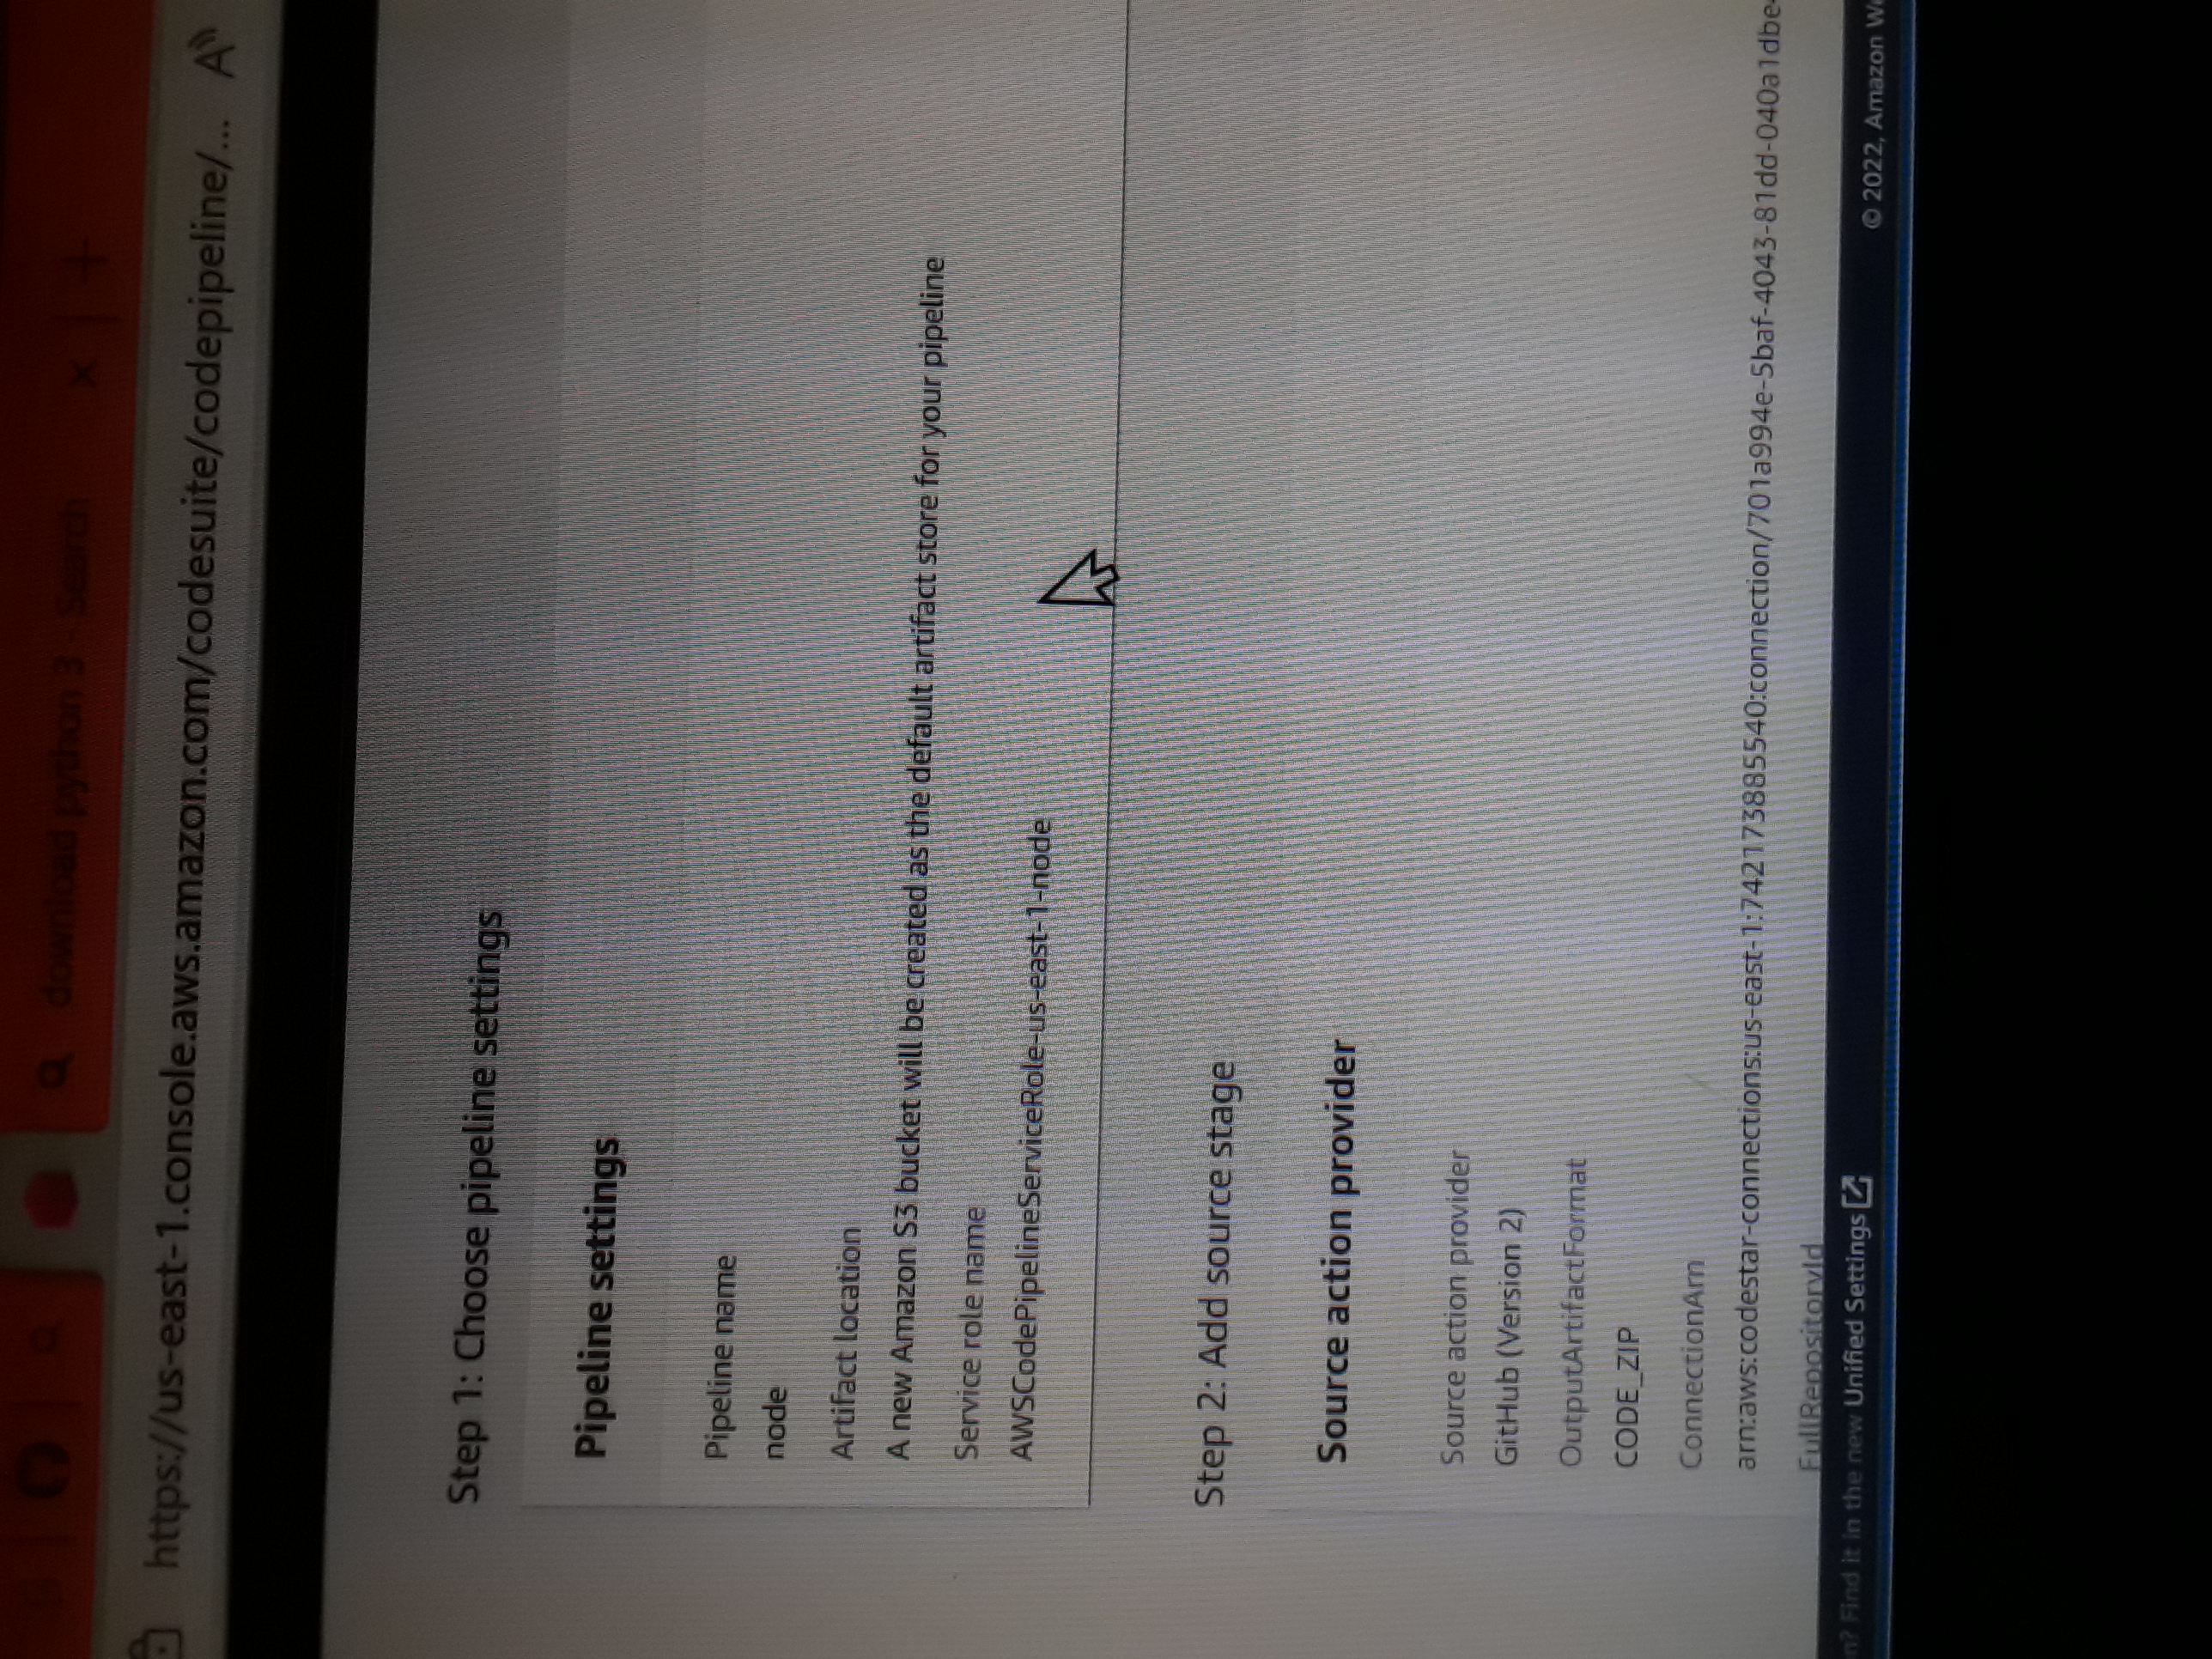 download python 3 - Search
https://us-east-1.console.aws.amazon.com/codesuite/codepipeline/...
Step 1: Choose pipeline settings
Pipeline settings
Pipeline name
node
Artifact location
A new Amazon S3 bucket will be created as the default artifact store for your pipeline
Service role name
AWSCodePipelineServiceRole-us-east-1-node
Step 2: Add source stage
Source action provider
Source action provider
GitHub (Version 2)
OutputArtifactFormat
CODE_ZIP
ConnectionArn
arn:aws:codestar-connections:us-east-1:742173885540:connection/701a994e-5baf-4043-81dd-040a1dbe
FullRepositoryId
n? Find it in the new Unified Settings
© 2022, Amazon We